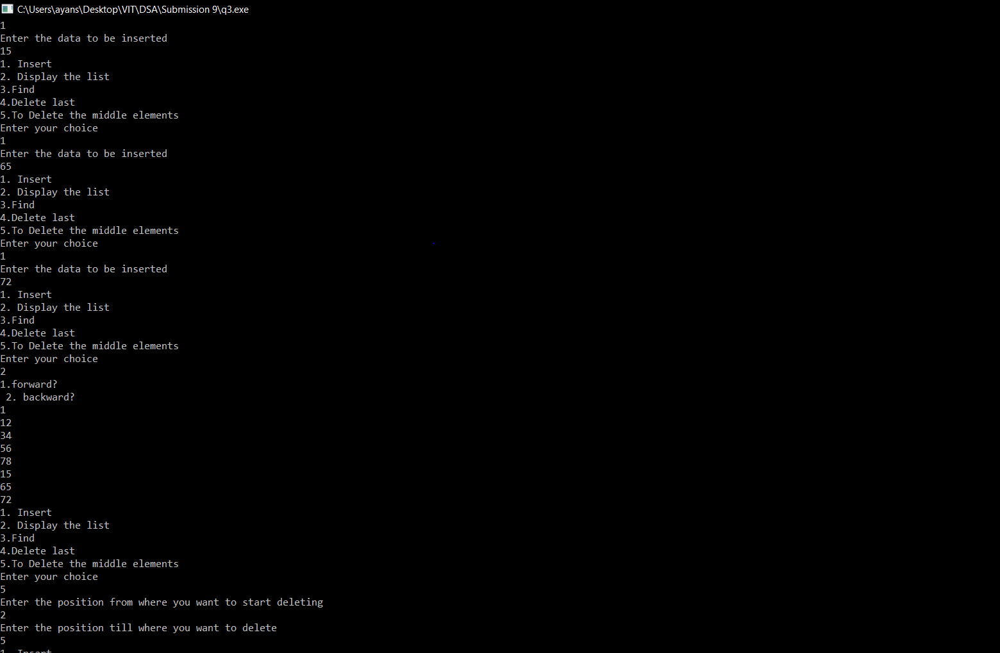 C:\Users\ayans\Desktop\VIT\DSA\Submission 9\q3.exe
1
Enter the data to be inserted
15
1. Insert
2. Display the list
3.Find
4.Delete last
5.To Delete the middle elements
Enter your choice
1
Enter the data to be inserted
65
1. Insert
2. Display the list
3.Find
4.Delete last
5.To Delete the middle elements
Enter your choice
1
Enter the data to be inserted
72
1. Insert
2. Display the list
3.Find
4.Delete last
5.To Delete the middle elements
Enter your choice
2
1.forward?
 2. backward?
1
12
34
56
78
15
65
72
1. Insert
2. Display the list
3.Find
4.Delete last
5.To Delete the middle elements
Enter your choice
5
Enter the position from where you want to start deleting
2
Enter the position till where you want to delete
5
1. Insert